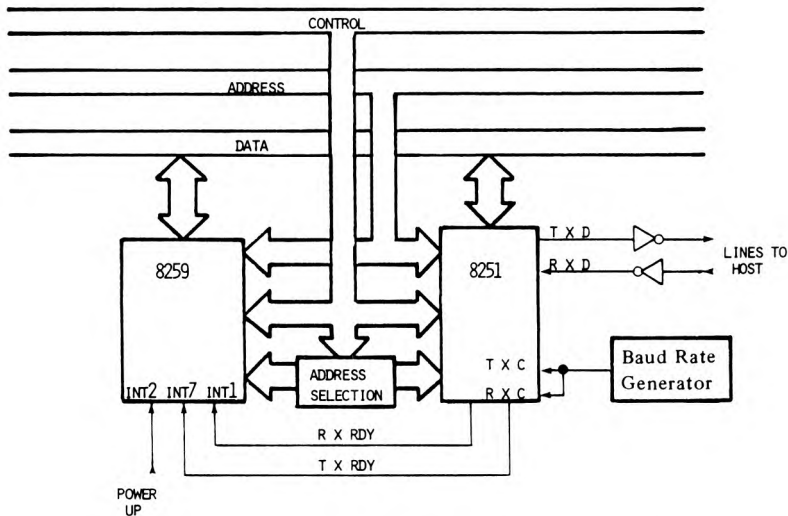 CONTROL
ADDRESS
DATA
8259
8251
T X D
R X D
LINES TO
HOST
T X C
R X C
Baud Rate
Generator
ADDRESS
SELECTION
INT2 INT7 INT1
R X RDY
T X RDY
POWER
UP